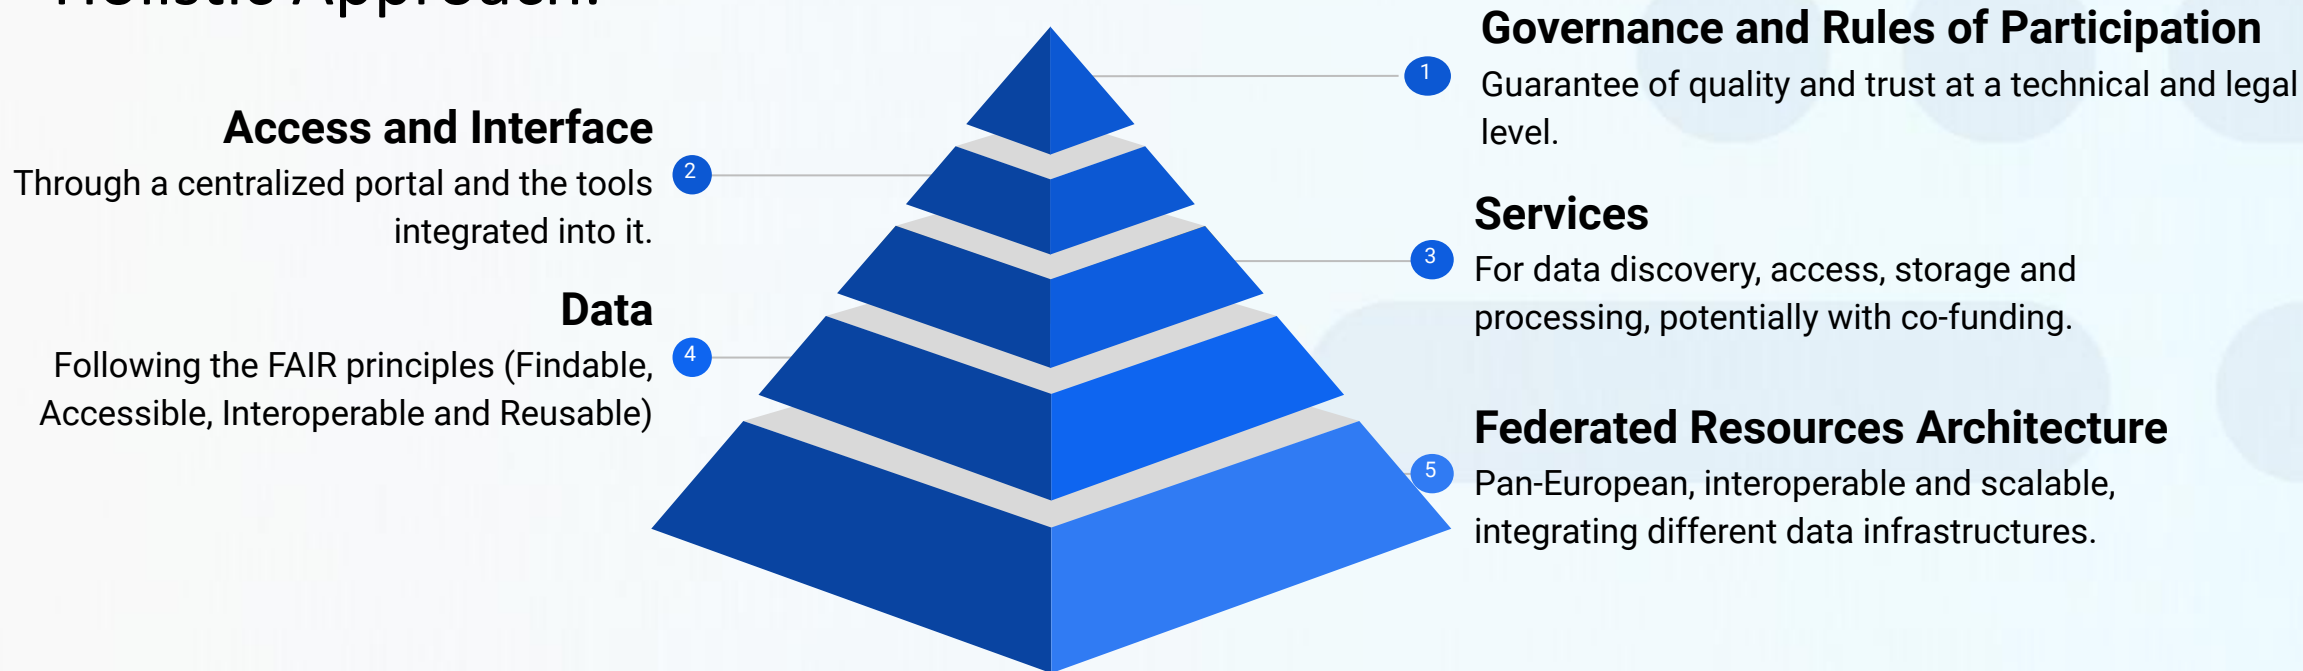 Holistic Approach:
Governance and Rules of Participation
1
Guarantee of quality and trust at a technical and legal
level.
Access and Interface
2
Through a centralized portal and the tools
integrated into it.
Services
3
For data discovery, access, storage and
processing, potentially with co-funding.
Data
4
Following the FAIR principles (Findable,
Accessible, Interoperable and Reusable)
Federated Resources Architecture
5
Pan-European, interoperable and scalable,
integrating different data infrastructures.